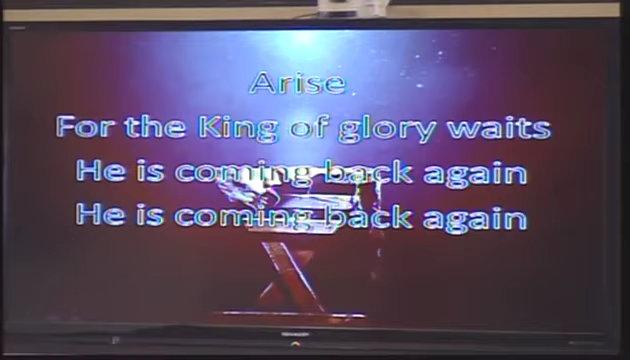 Arise
For the King of glory waits
He is coming back again
He is coming back again